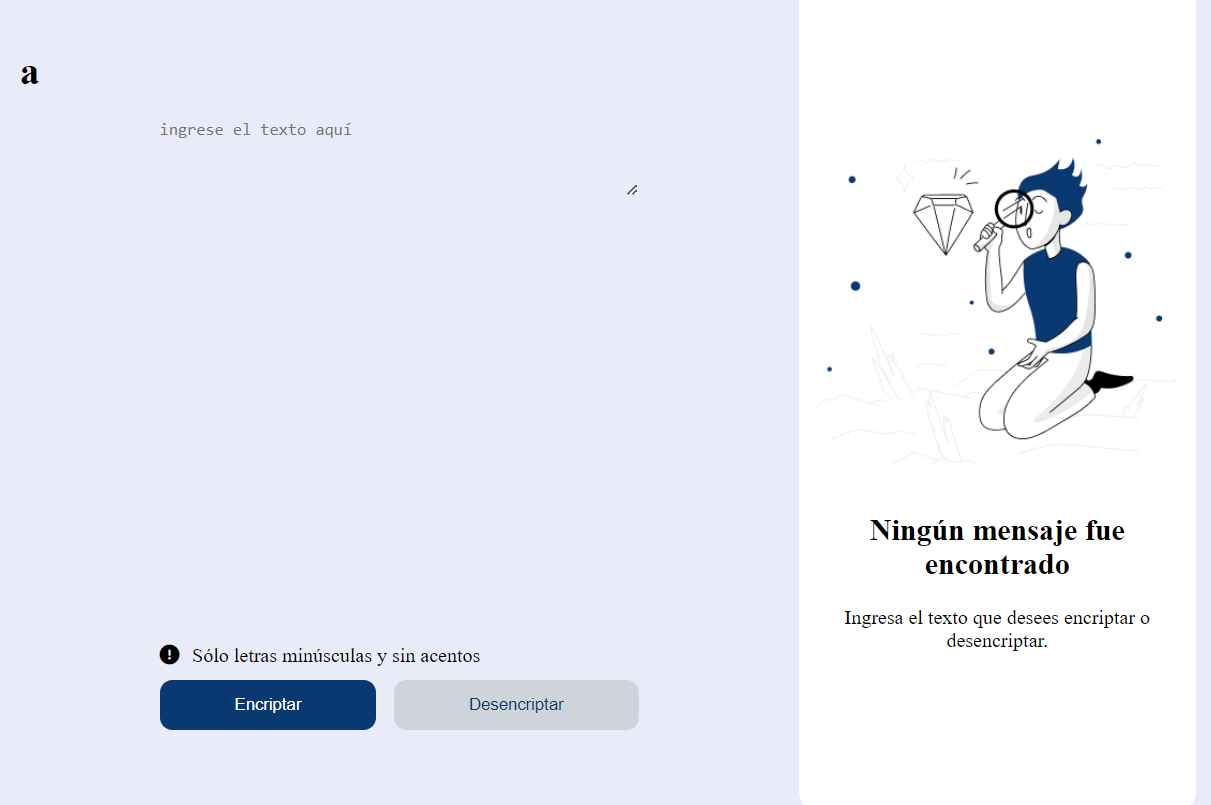 a
ingrese el texto aquí
Sólo letras minúsculas y sin acentos
Encriptar
Desencriptar
Ningún mensaje fue
encontrado
Ingresa el texto que desees encriptar o
desencriptar.